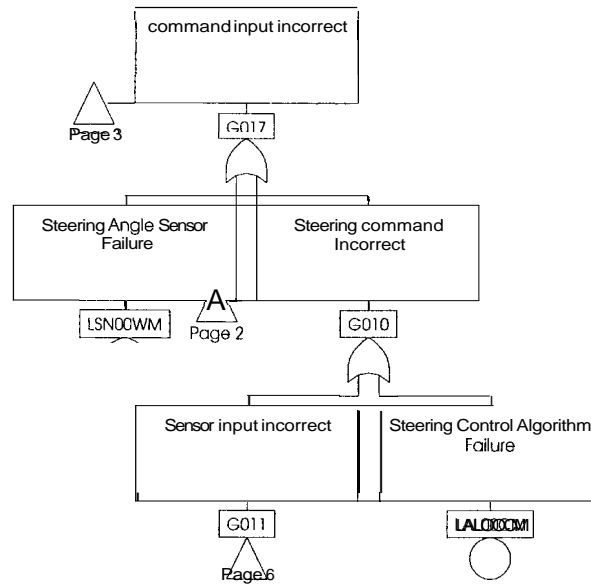 command input incorrect
Page 3
G017
Steering Angle Sensor
Failure
Steering command
Incorrect
LSN00WM
A
Page 2
G010
Sensor input incorrect
Steering Control Algorithm
Failure
G011
Page 6